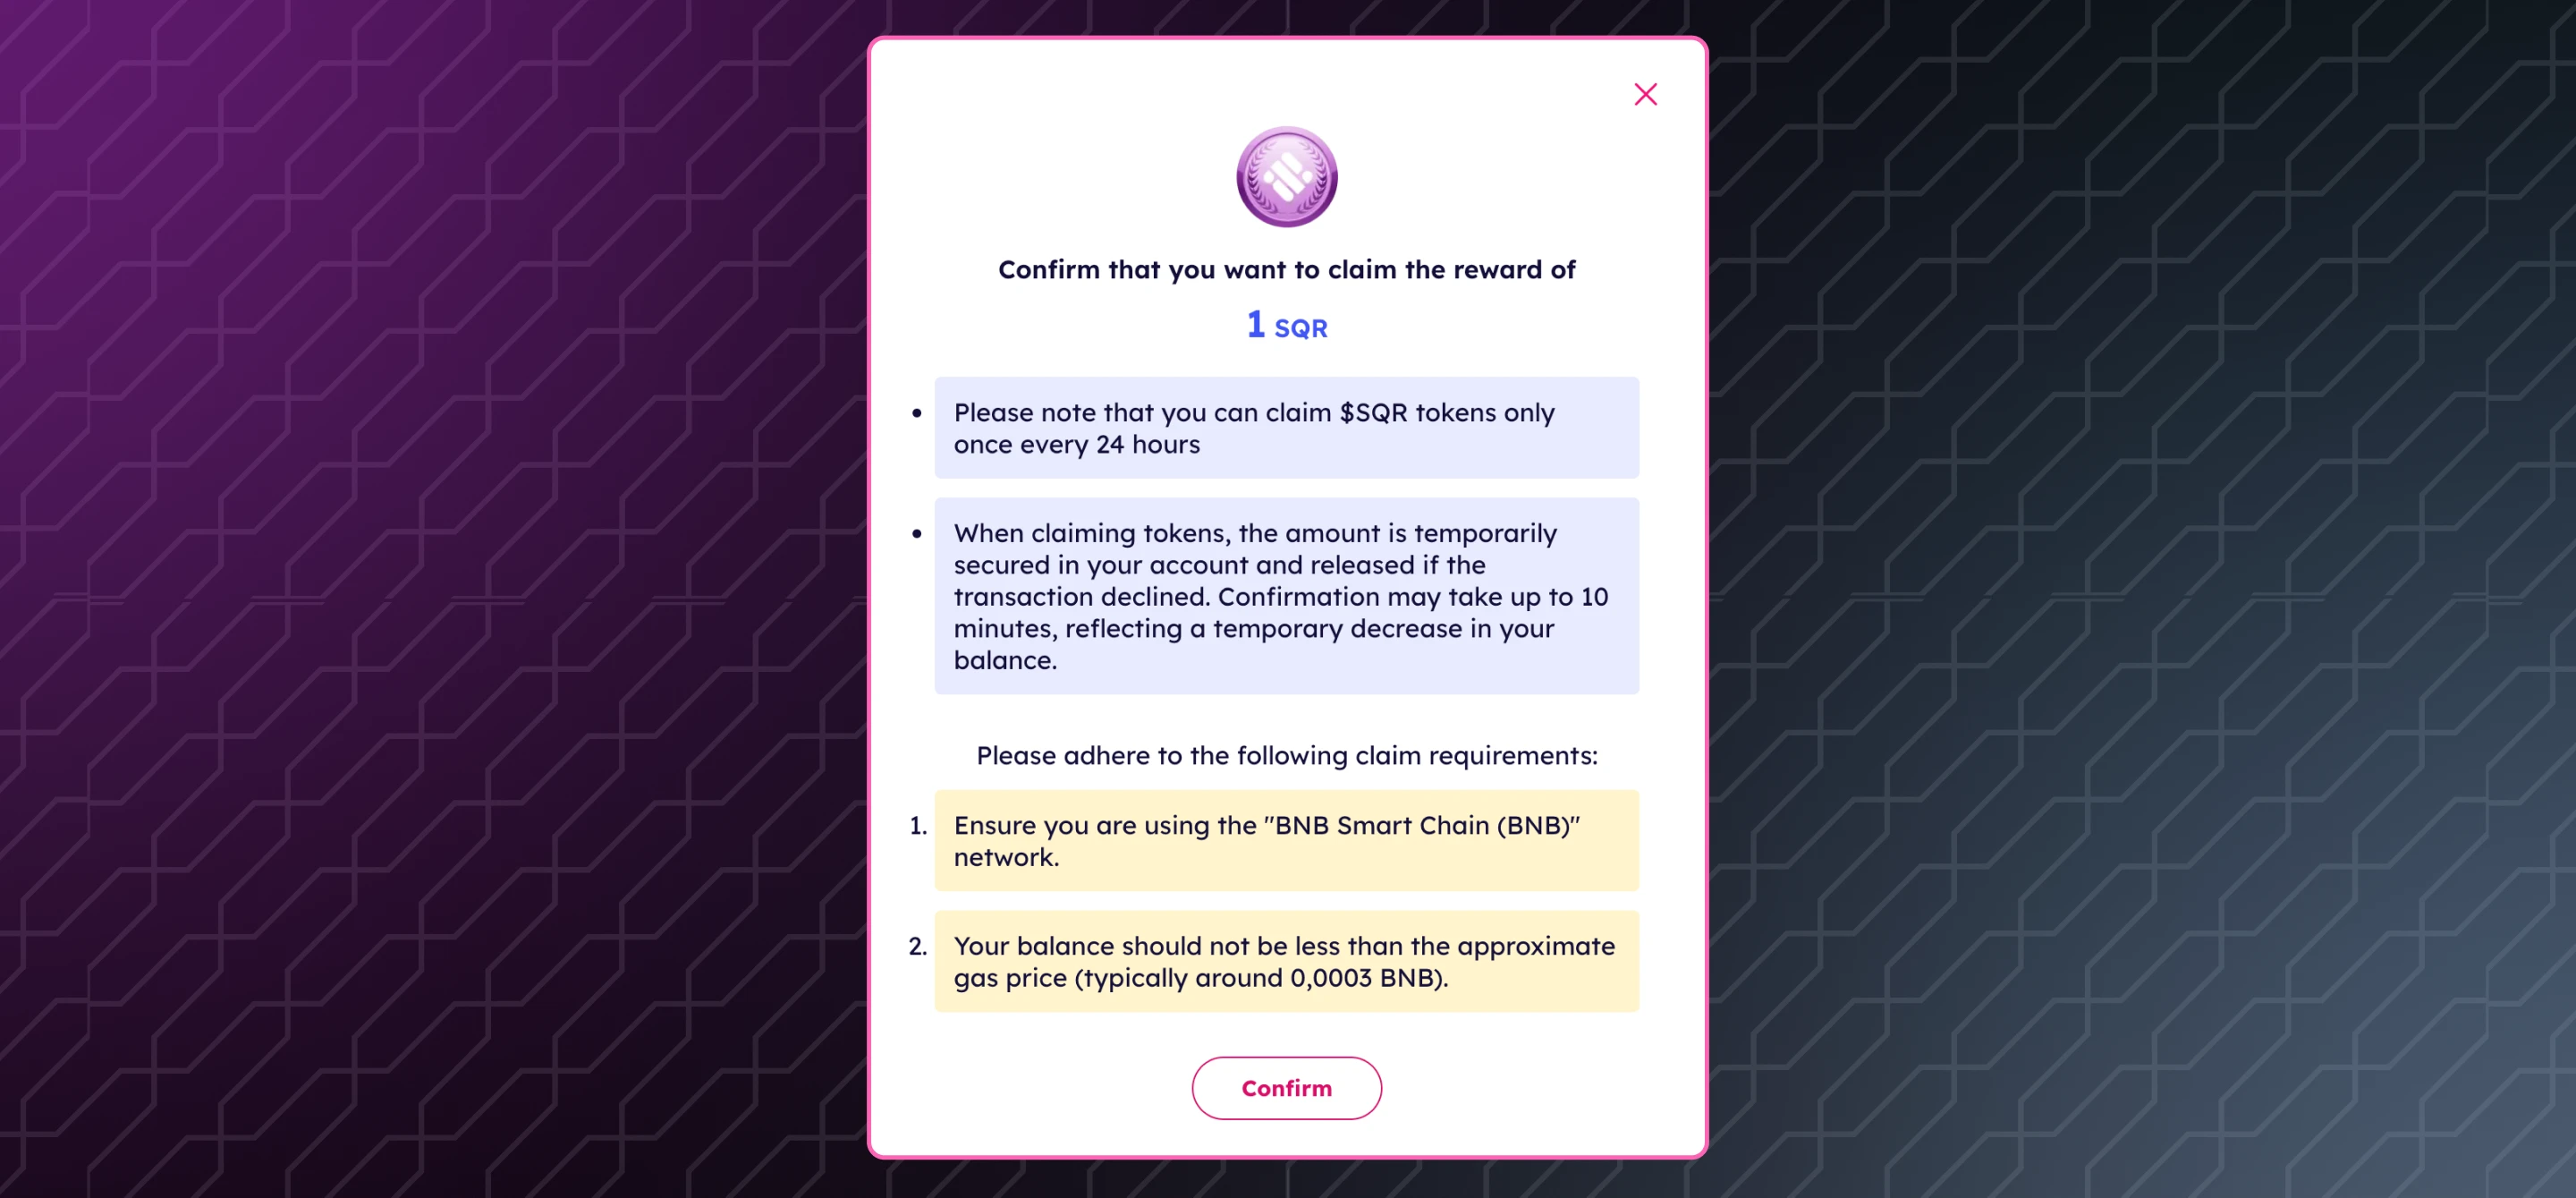 Confirm that you want to claim the reward of
1 SQR
• Please note that you can claim $SQR tokens only
once every 24 hours
• When claiming tokens, the amount is temporarily
secured in your account and released if the
transaction declined. Confirmation may take up to 10
minutes, reflecting a temporary decrease in your
balance.
Please adhere to the following claim requirements:
1. Ensure you are using the "BNB Smart Chain (BNB)"
network.
2. Your balance should not be less than the approximate
gas price (typically around 0,0003 BNB).
Confirm